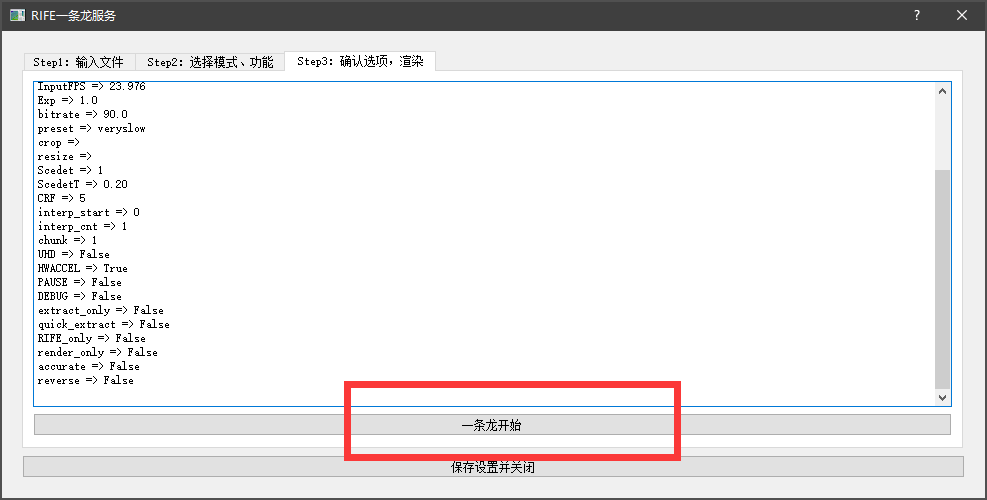 RIFE一条龙服务
Step1：输入文件 Step2：选择模式、功能 Step3：确认选项，渲染
InputFPS => 23.976
Exp => 1.0
bitrate => 90.0
preset => veryslow
crop =>
resize =>
Scedet => 1
ScedetT => 0.20
CRF => 5
interp_start => 0
interp_cnt => 1
chunk => 1
UHD => False
HWACCEL => True
PAUSE => False
DEBUG => False
extract_only => False
quick_extract => False
RIFE_only => False
render_only => False
accurate => False
reverse => False
一条龙开始
保存设置并关闭